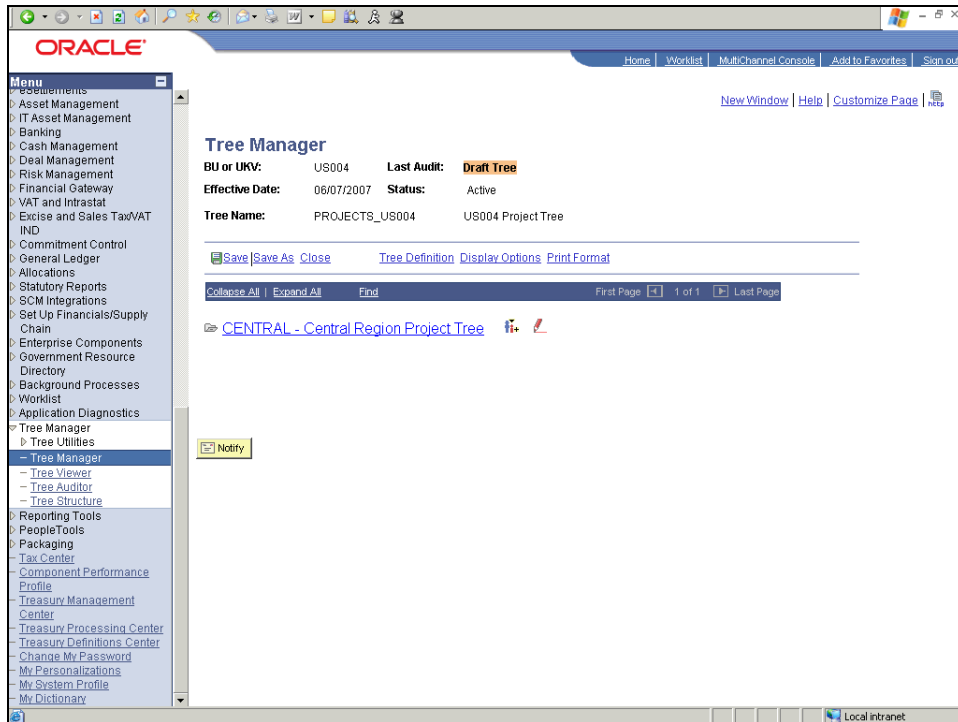 ORACLE
Home | Worklist | MultiChannel Console | Add to Favorites | Sign out
Menu
eSettlements
Asset Management
IT Asset Management
Banking
Cash Management
Deal Management
Risk Management
Financial Gateway
VAT and Intrastat
Excise and Sales Tax/VAT
IND
Commitment Control
General Ledger
Allocations
Statutory Reports
SCM Integrations
Set Up Financials/Supply
Chain
Enterprise Components
Government Resource
Directory
Background Processes
Worklist
Application Diagnostics
Tree Manager
Tree Utilities
– Tree Manager
– Tree Viewer
– Tree Auditor
– Tree Structure
Reporting Tools
PeopleTools
Packaging
– Tax Center
– Component Performance
Profile
– Treasury Management
Center
– Treasury Processing Center
– Treasury Definitions Center
– Change My Password
– My Personalizations
– My System Profile
– My Dictionary
New Window | Help | Customize Page | http
Tree Manager
BU or UKV: US004 Last Audit: Draft Tree
Effective Date: 06/07/2007 Status: Active
Tree Name: PROJECTS_US004 US004 Project Tree
Save | Save As Close Tree Definition Display Options Print Format
Collapse All | Expand All Find First Page 1 of 1 Last Page
CENTRAL - Central Region Project Tree
Notify
Local intranet